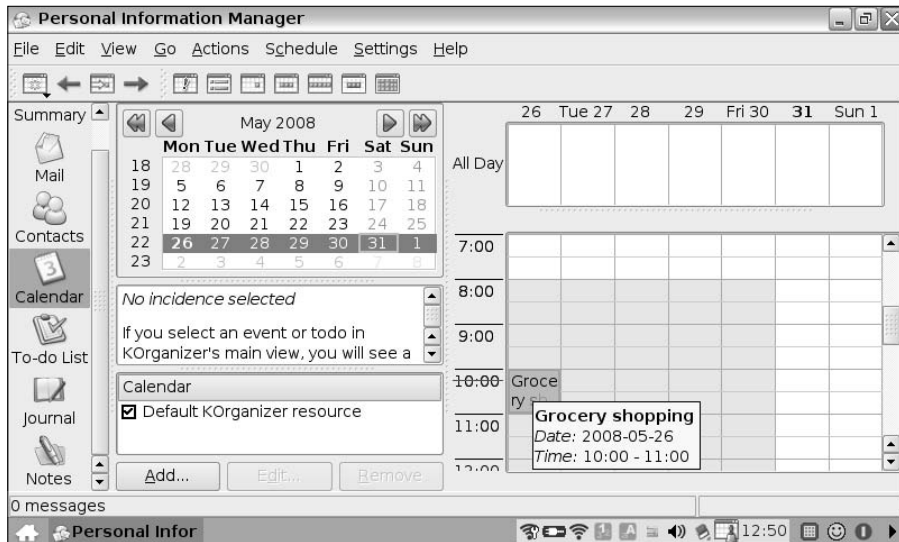 Personal Information Manager
File Edit View Go Actions Schedule Settings Help
Summary
Mail
Contacts
3
Calendar
To-do List
Journal
Notes
May 2008
Mon Tue Wed Thu Fri Sat Sun
18 28 29 30 1 2 3 4
19 5 6 7 8 9 10 11
20 12 13 14 15 16 17 18
21 19 20 21 22 23 24 25
22 26 27 28 29 30 31 1
23 2 3 4 5 6 7 8
No incidence selected
If you select an event or todo in
KOrganizer's main view, you will see a
Calendar
Default KOrganizer resource
Add... Edit... Remove
26 Tue 27 28 29 Fri 30 31 Sun 1
All Day
7:00
8:00
9:00
10:00
11:00
12:00
Groce
ry sh
Grocery shopping
Date: 2008-05-26
Time: 10:00 - 11:00
0 messages
Personal Infor
1 A 12:50